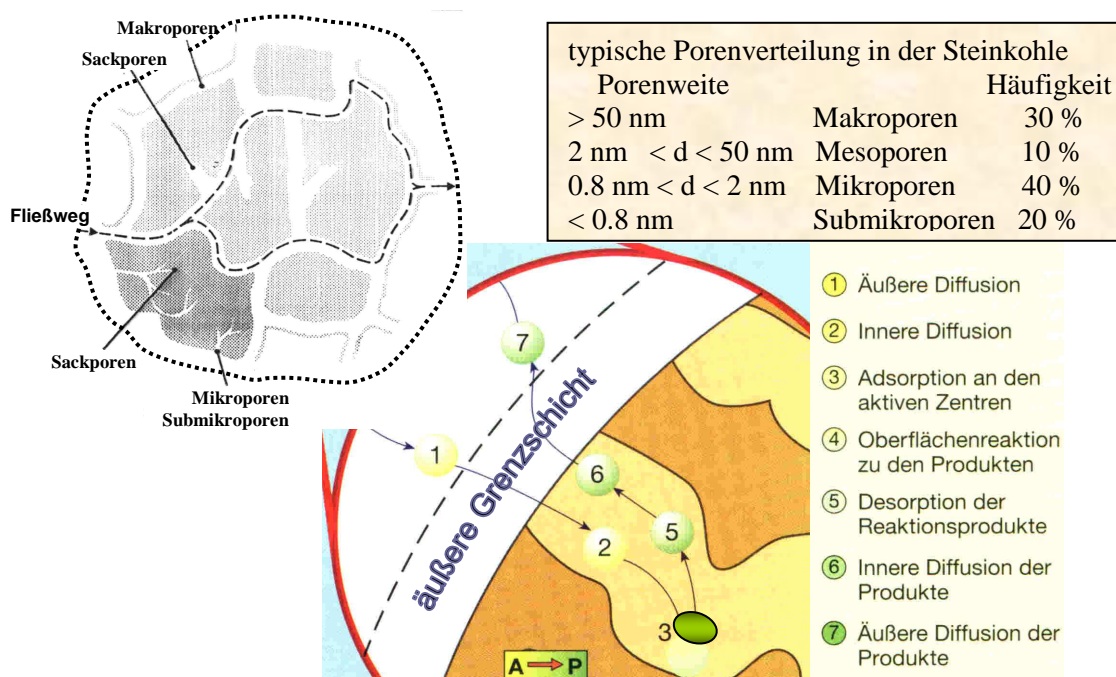 Makroporen
Sackporen
Fließweg
Sackporen
Mikroporen
Submikroporen
typische Porenverteilung in der Steinkohle
Porenweite Häufigkeit
> 50 nm Makroporen 30 %
2 nm < d < 50 nm Mesoporen 10 %
0.8 nm < d < 2 nm Mikroporen 40 %
< 0.8 nm Submikroporen 20 %
7
1
äußere Grenzschicht
6
5
2
3
A P
1 Äußere Diffusion
2 Innere Diffusion
3 Adsorption an den
aktiven Zentren
4 Oberflächenreaktion
zu den Produkten
5 Desorption der
Reaktionsprodukte
6 Innere Diffusion der
Produkte
7 Äußere Diffusion der
Produkte